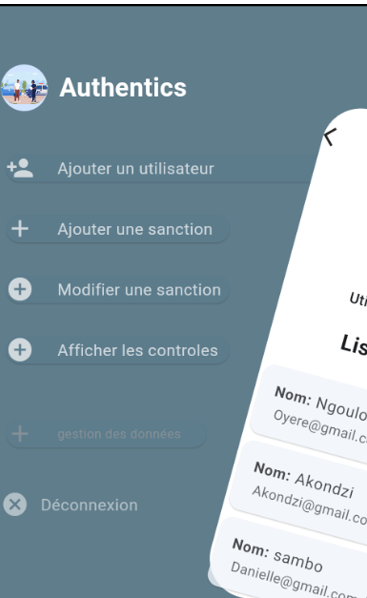 Authentics
Ajouter un utilisateur
Ajouter une sanction
Modifier une sanction
Afficher les controles
gestion des données
Déconnexion
Uti
Lis
Nom: Ngoulo
Oyere@gmail.co
Nom: Akondzi
Akondzi@gmail.co
Nom: sambo
Danielle@gmail.com